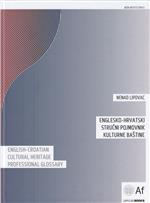 NENAD LIPOVAC
ENGLESKO-HRVATSKI
STRUČNI POJMOVNIK
KULTURNE BAŠTINE
ENGLISH-CROATIAN
CULTURAL HERITAGE
PROFESSIONAL GLOSSARY
Af